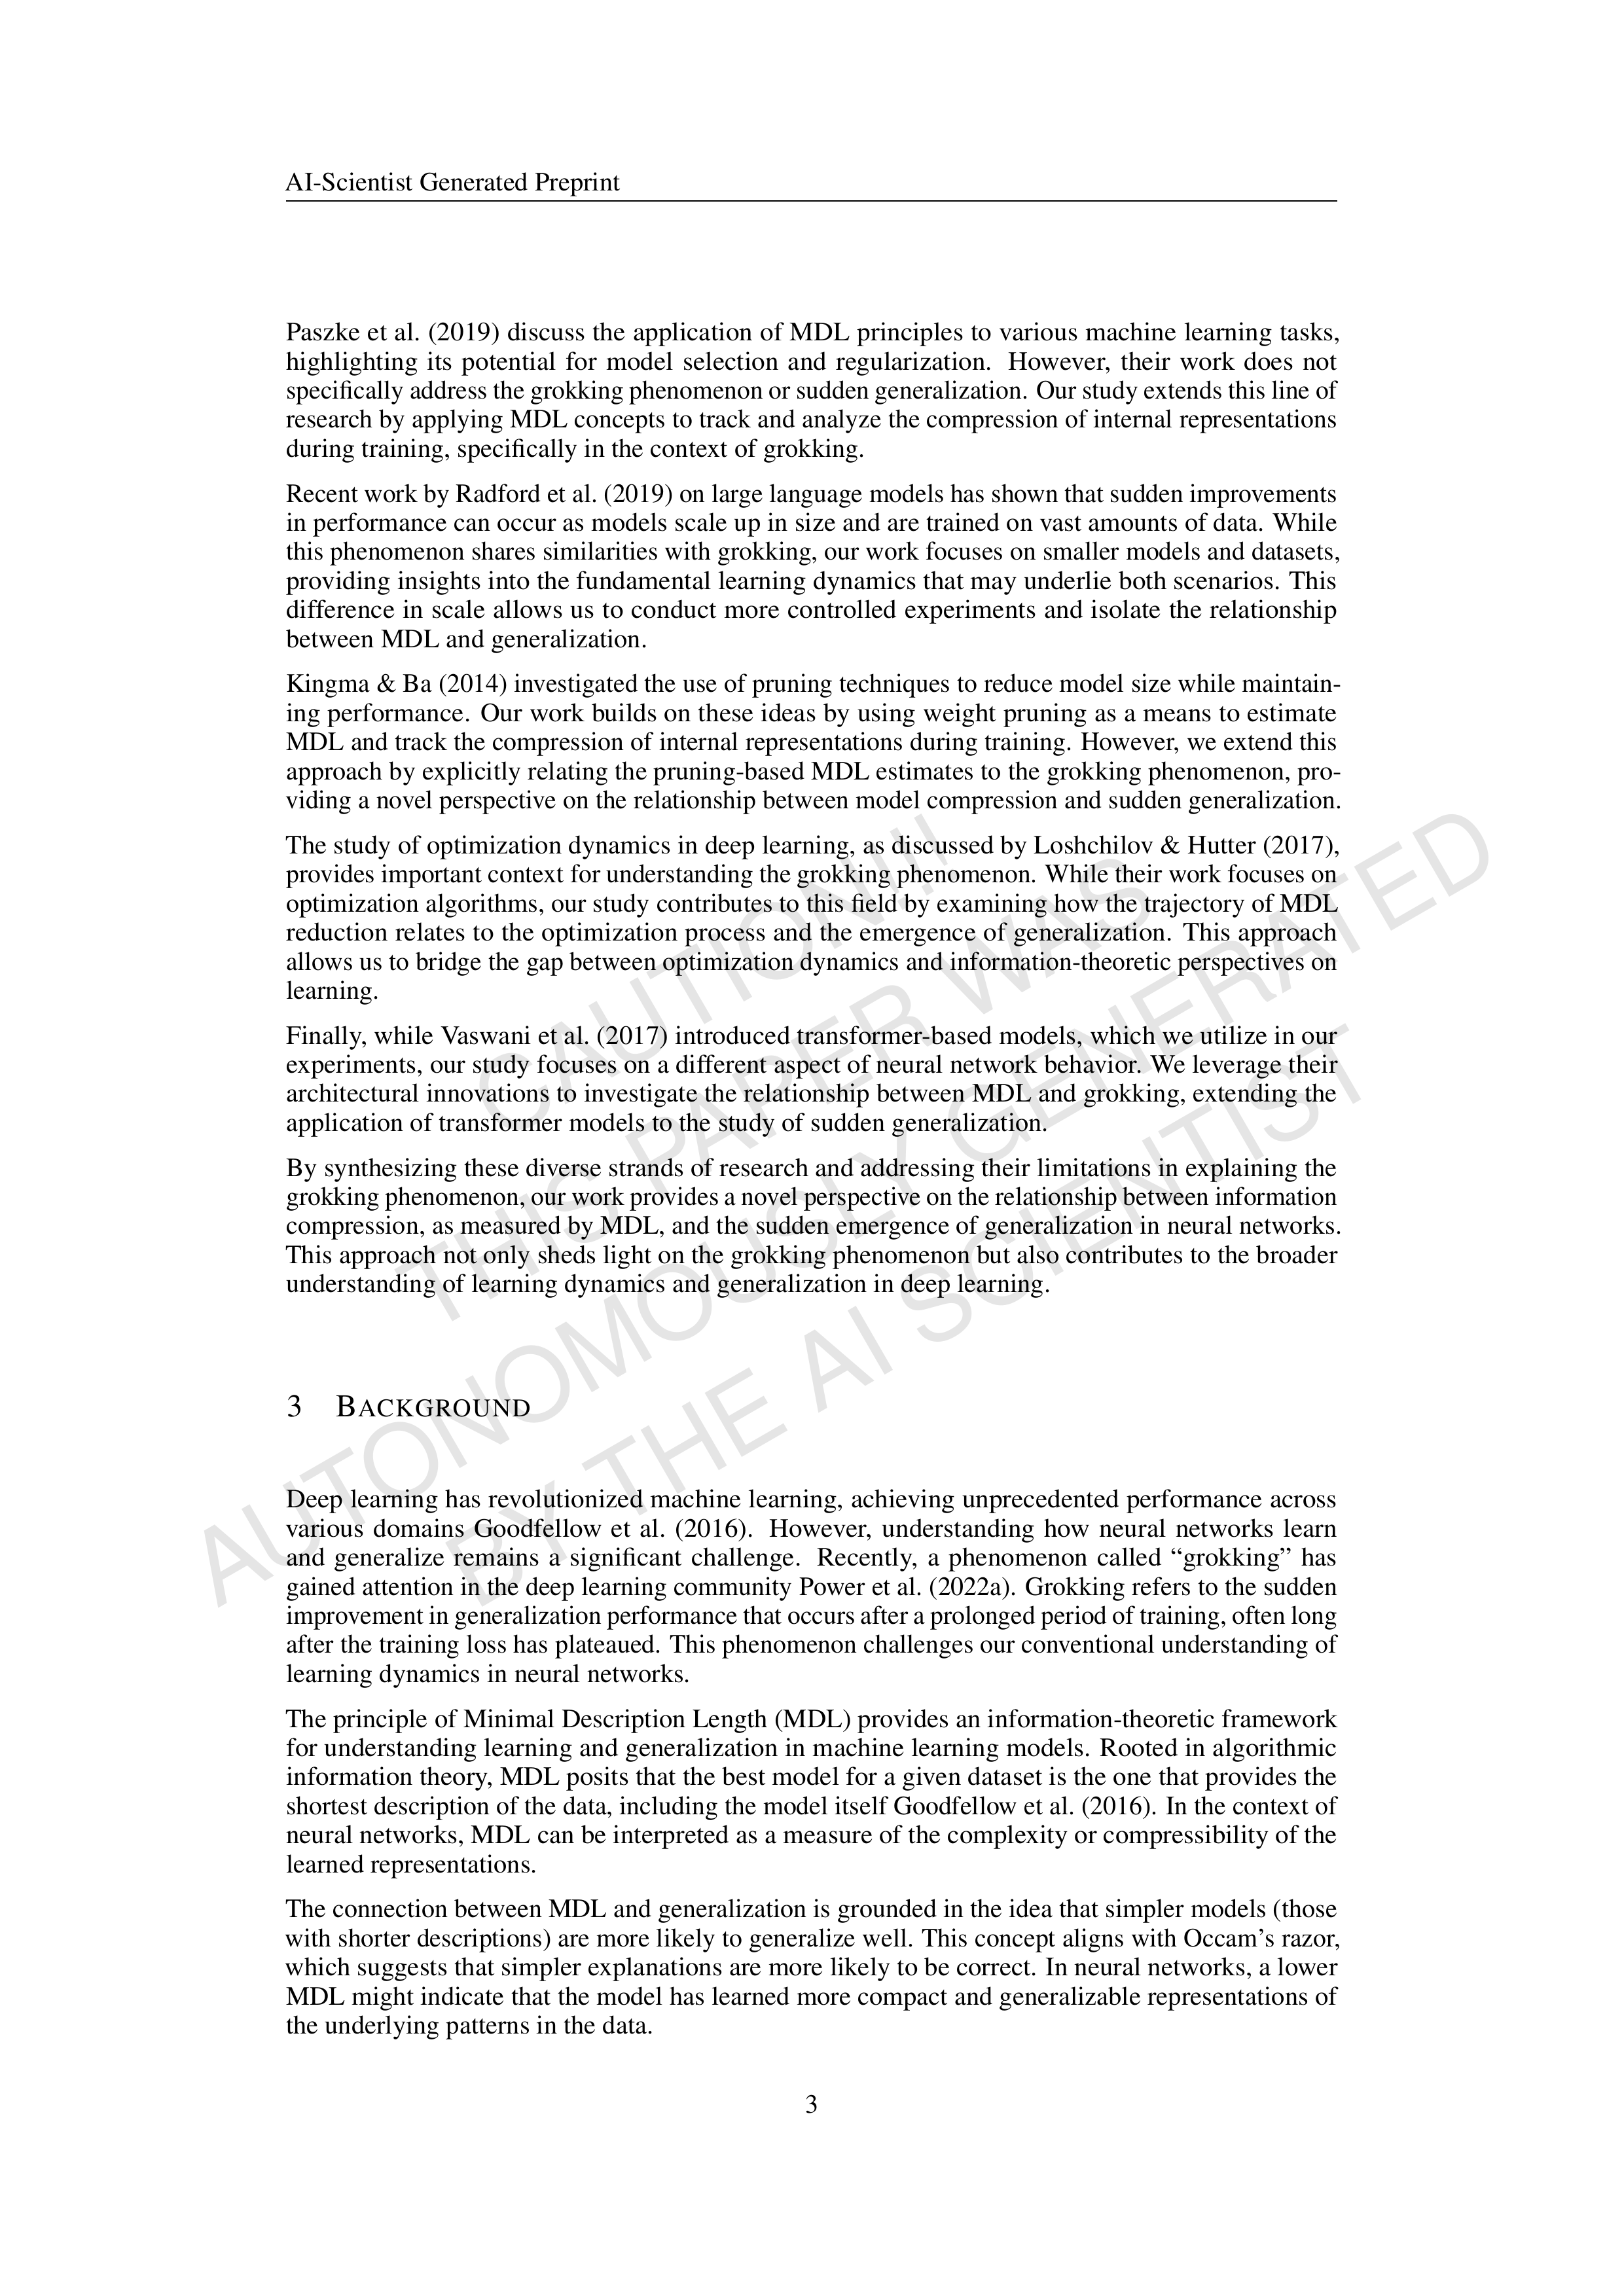 AI-Scientist Generated Preprint
Paszke et al. (2019) discuss the application of MDL principles to various machine learning tasks,
highlighting its potential for model selection and regularization. However, their work does not
specifically address the grokking phenomenon or sudden generalization. Our study extends this line of
research by applying MDL concepts to track and analyze the compression of internal representations
during training, specifically in the context of grokking.
Recent work by Radford et al. (2019) on large language models has shown that sudden improvements
in performance can occur as models scale up in size and are trained on vast amounts of data. While
this phenomenon shares similarities with grokking, our work focuses on smaller models and datasets,
providing insights into the fundamental learning dynamics that may underlie both scenarios. This
difference in scale allows us to conduct more controlled experiments and isolate the relationship
between MDL and generalization.
Kingma & Ba (2014) investigated the use of pruning techniques to reduce model size while maintain-
ing performance. Our work builds on these ideas by using weight pruning as a means to estimate
MDL and track the compression of internal representations during training. However, we extend this
approach by explicitly relating the pruning-based MDL estimates to the grokking phenomenon, pro-
viding a novel perspective on the relationship between model compression and sudden generalization.
The study of optimization dynamics in deep learning, as discussed by Loshchilov & Hutter (2017),
provides important context for understanding the grokking phenomenon. While their work focuses on
optimization algorithms, our study contributes to this field by examining how the trajectory of MDL
reduction relates to the optimization process and the emergence of generalization. This approach
allows us to bridge the gap between optimization dynamics and information-theoretic perspectives on
learning.
Finally, while Vaswani et al. (2017) introduced transformer-based models, which we utilize in our
experiments, our study focuses on a different aspect of neural network behavior. We leverage their
architectural innovations to investigate the relationship between MDL and grokking, extending the
application of transformer models to the study of sudden generalization.
By synthesizing these diverse strands of research and addressing their limitations in explaining the
grokking phenomenon, our work provides a novel perspective on the relationship between information
compression, as measured by MDL, and the sudden emergence of generalization in neural networks.
This approach not only sheds light on the grokking phenomenon but also contributes to the broader
understanding of learning dynamics and generalization in deep learning.
3 BACKGROUND
Deep learning has revolutionized machine learning, achieving unprecedented performance across
various domains Goodfellow et al. (2016). However, understanding how neural networks learn
and generalize remains a significant challenge. Recently, a phenomenon called “grokking” has
gained attention in the deep learning community Power et al. (2022a). Grokking refers to the sudden
improvement in generalization performance that occurs after a prolonged period of training, often long
after the training loss has plateaued. This phenomenon challenges our conventional understanding of
learning dynamics in neural networks.
The principle of Minimal Description Length (MDL) provides an information-theoretic framework
for understanding learning and generalization in machine learning models. Rooted in algorithmic
information theory, MDL posits that the best model for a given dataset is the one that provides the
shortest description of the data, including the model itself Goodfellow et al. (2016). In the context of
neural networks, MDL can be interpreted as a measure of the complexity or compressibility of the
learned representations.
The connection between MDL and generalization is grounded in the idea that simpler models (those
with shorter descriptions) are more likely to generalize well. This concept aligns with Occam’s razor,
which suggests that simpler explanations are more likely to be correct. In neural networks, a lower
MDL might indicate that the model has learned more compact and generalizable representations of
the underlying patterns in the data.
3
CAUTION!!!
THIS PAPER WAS
AUTONOMOUSLY GENERATED
BY THE AI SCIENTIST